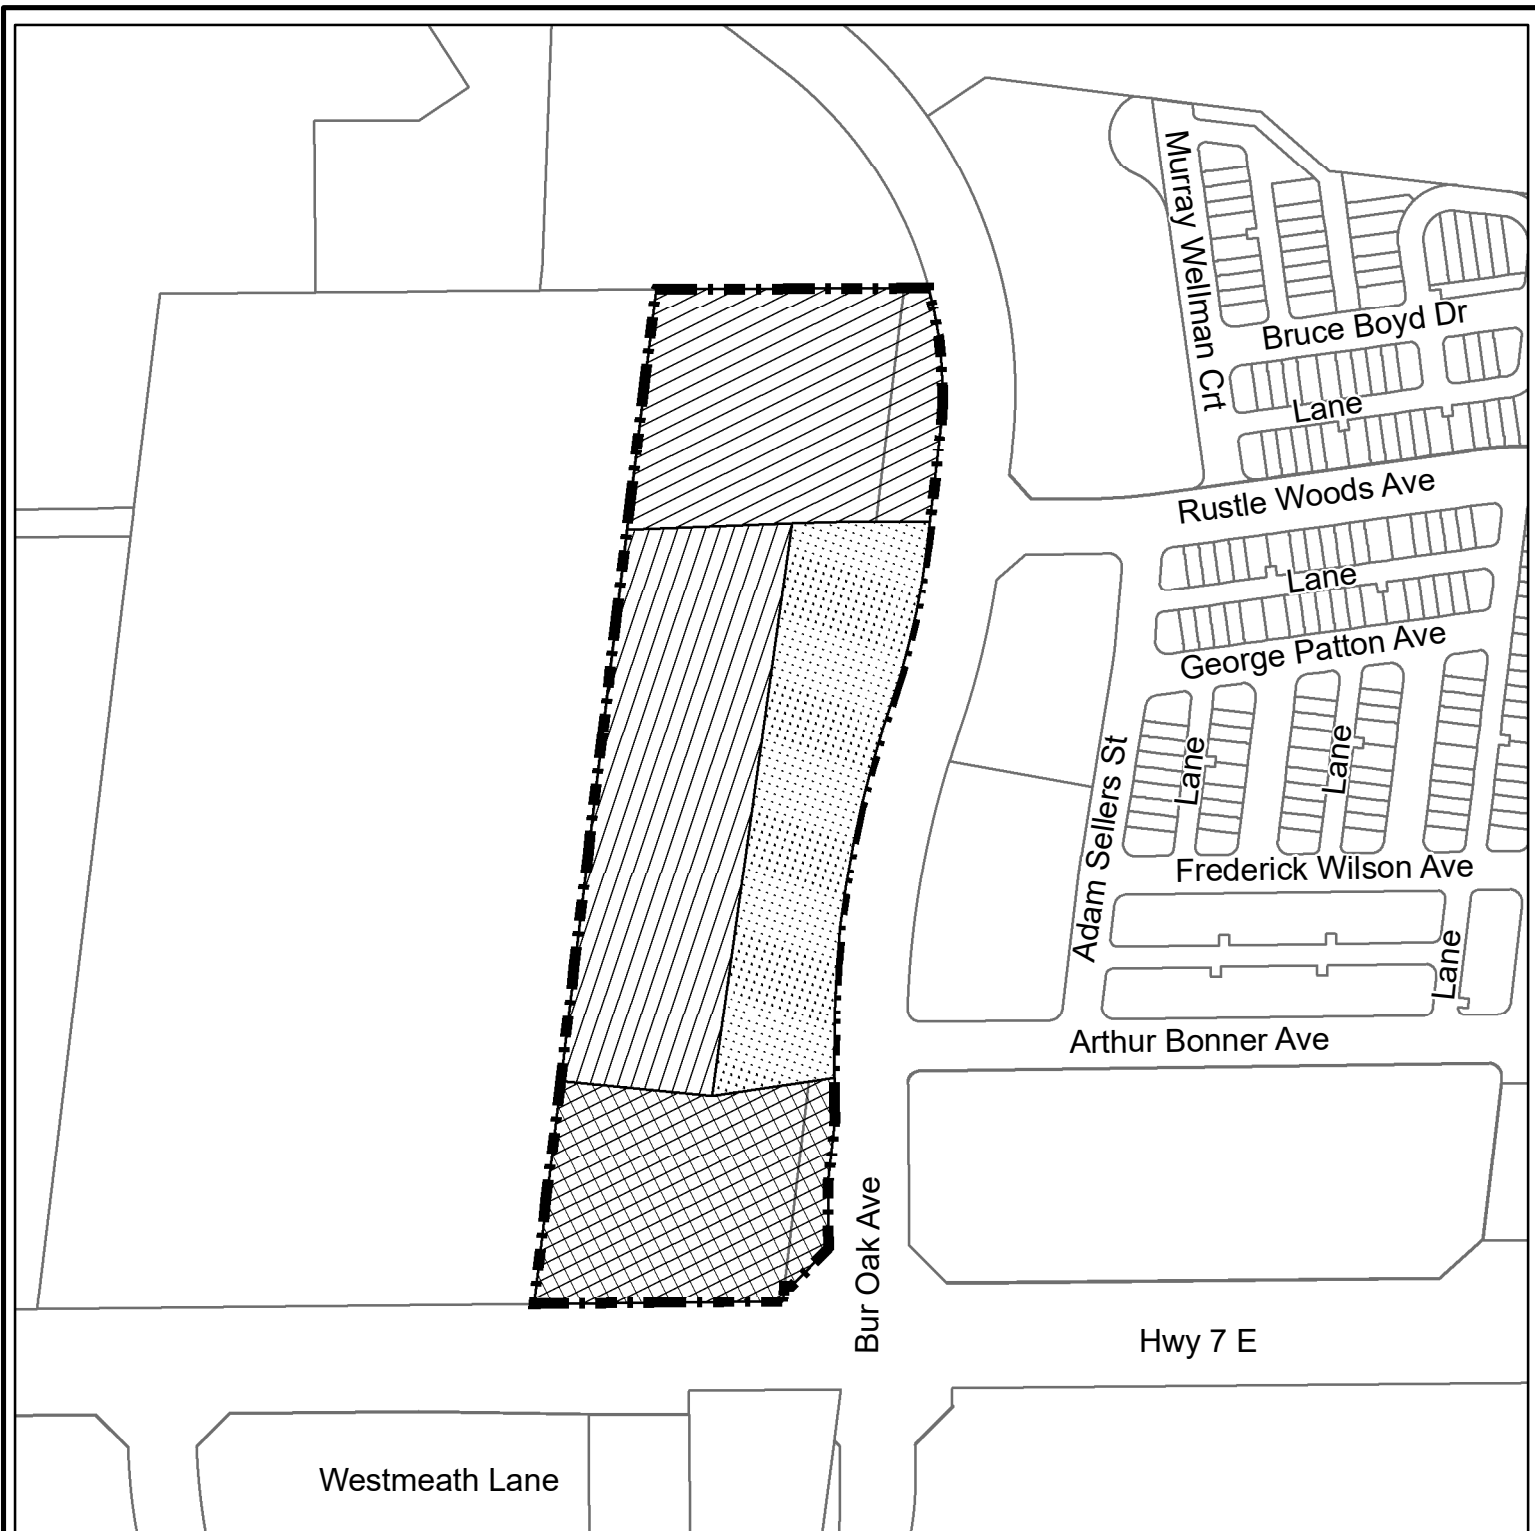 Murray Wellman Crt
Bruce Boyd Dr
Lane
Rustle Woods Ave
Lane
George Patton Ave
Lane
Lane
Adam Sellers St
Frederick Wilson Ave
Lane
Arthur Bonner Ave
Bur Oak Ave
Hwy 7 E
Westmeath Lane